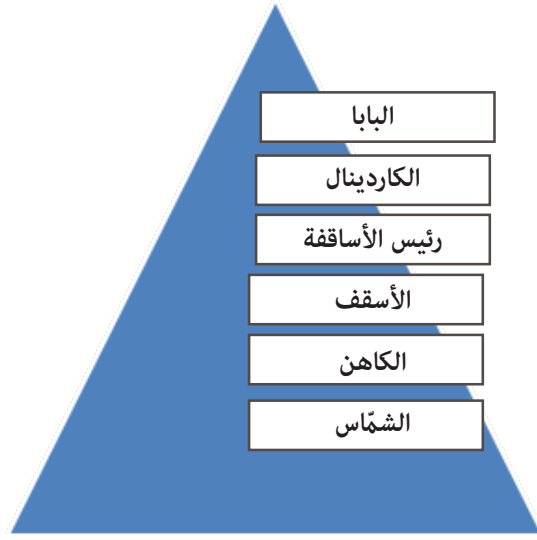 البابا
الكاردينال
رئيس الأساقفة
الأسقف
الكاهن
الشمّاس